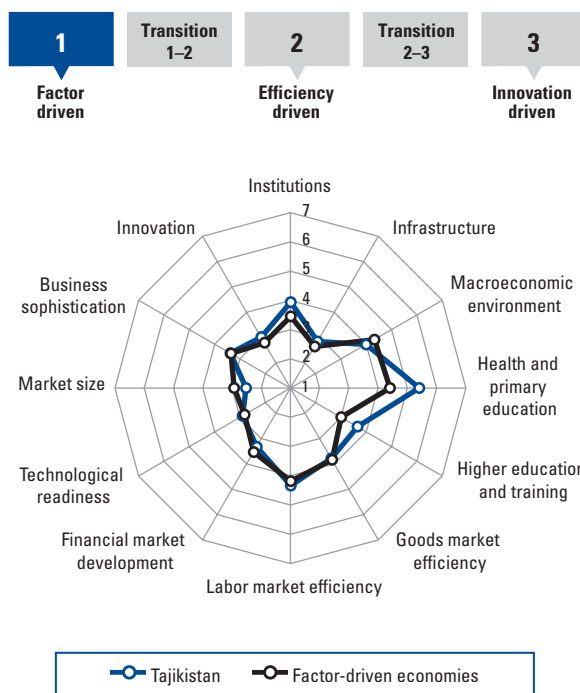 1
Transition
1–2
2
Transition
2–3
3
Factor
driven
Efficiency
driven
Innovation
driven
Institutions
7
Innovation
6
Infrastructure
5
Business
sophistication
Macroeconomic
environment
4
3
Market size
2
1
Health and
primary
education
Technological
readiness
Higher education
and training
Financial market
development
Goods market
efficiency
Labor market efficiency
Tajikistan
Factor-driven economies